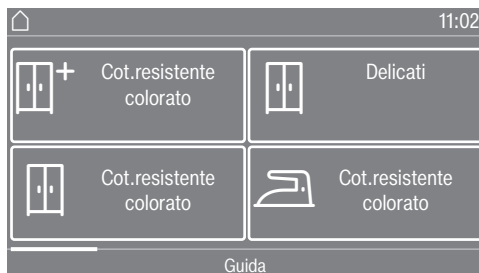 11:02
Cot.resistente
colorato
Delicati
Cot.resistente
colorato
Cot.resistente
colorato
Guida